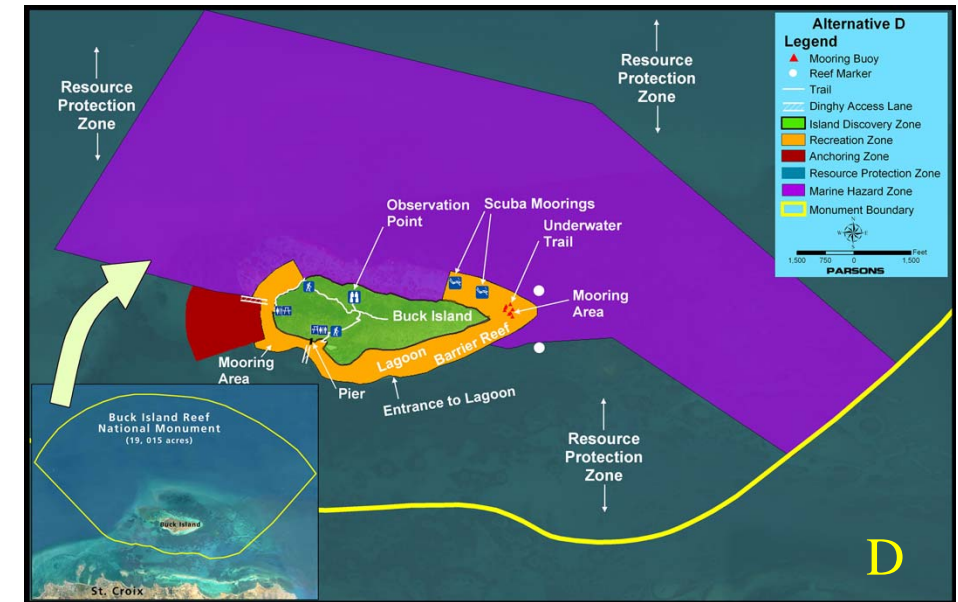 Alternative D
Legend
Mooring Buoy
Reef Marker
Trail
Dinghy Access Lane
Island Discovery Zone
Recreation Zone
Anchoring Zone
Resource Protection Zone
Marine Hazard Zone
Monument Boundary
N
W E
S
Feet
1,500 750 0 1,500
PARSONS
Resource
Protection
Zone
Resource
Protection
Zone
Observation
Point
Scuba Moorings
Underwater
Trail
Buck Island
Mooring
Area
Lagoon
Barrier Reef
Mooring
Area
Pier
Entrance to Lagoon
Resource
Protection
Zone
Buck Island Reef
National Monument
(19, 015 acres)
Buck Island
St. Croix
D